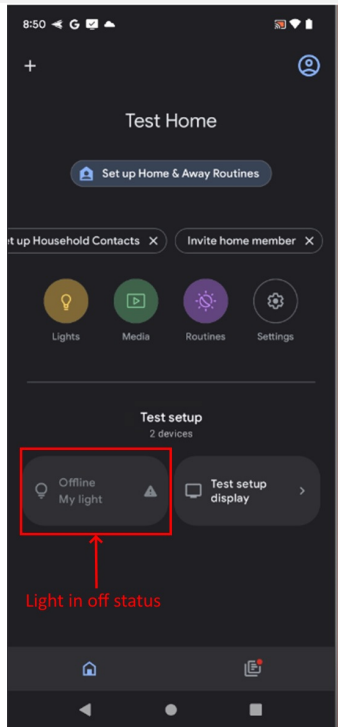 8:50 G
Test Home
Set up Home & Away Routines
t up Household Contacts X Invite home member X
Lights Media Routines Settings
Test setup
2 devices
Offline
My light
Test setup
display
Light in off status